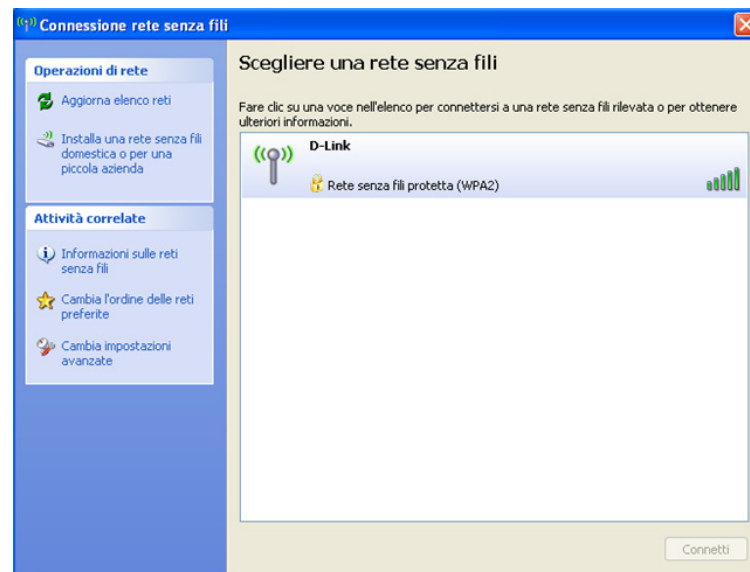 Connessione rete senza fili
Operazioni di rete
Aggiorna elenco reti
Installa una rete senza fili
domestica o per una
piccola azienda
Attività correlate
Informazioni sulle reti
senza fili
Cambia l'ordine delle reti
preferite
Cambia impostazioni
avanzate
Scegliere una rete senza fili
Fare clic su una voce nell'elenco per connettersi a una rete senza fili rilevata o per ottenere
ulteriori informazioni.
D-Link
Rete senza fili protetta (WPA2)
Connetti